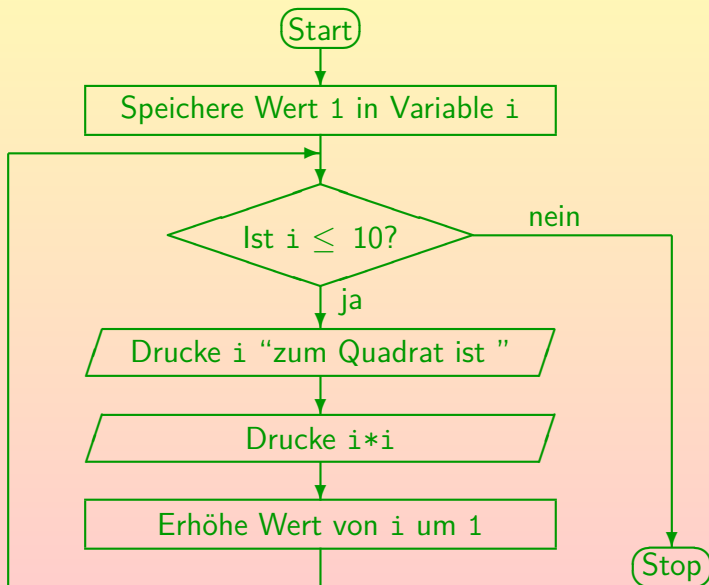 Start
Speichere Wert 1 in Variable i
Ist i ≤ 10?
nein
ja
Drucke i “zum Quadrat ist ”
Drucke i*i
Erhöhe Wert von i um 1
Stop